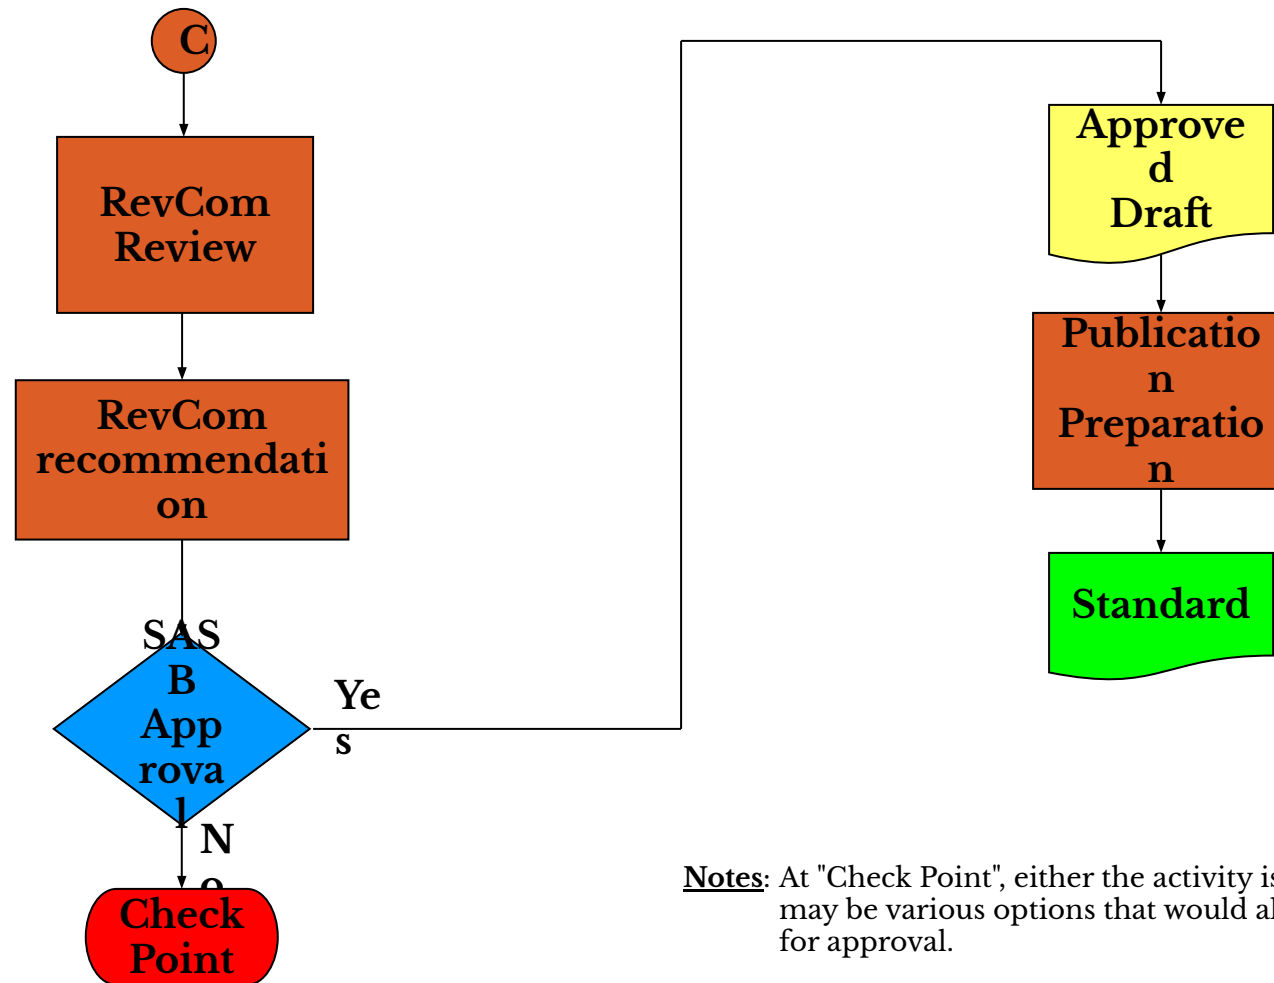 C
RevCom
Review
RevCom
recommendati
on
SAS
B
App
rova
l
Ye
s
N
o
Check
Point
Approve
d
Draft
Publicatio
n
Preparatio
n
Standard
Notes: At "Check Point", either the activity is
may be various options that would al
for approval.